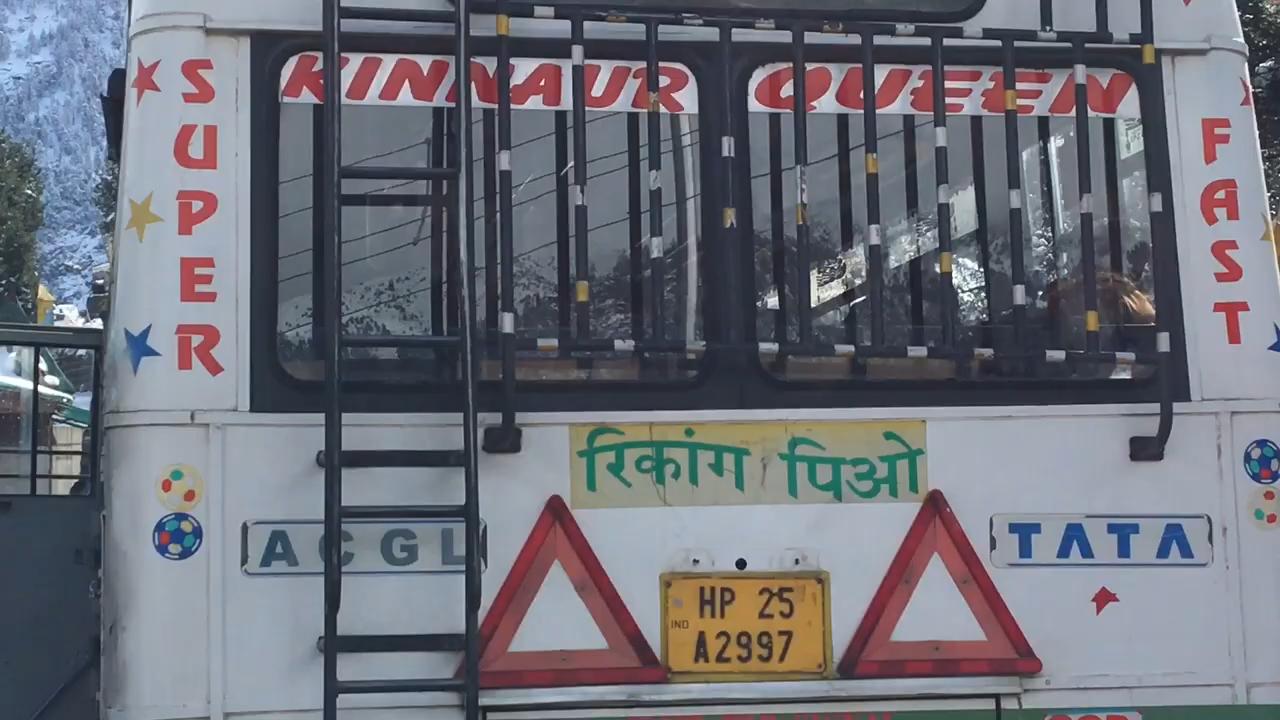 KINNAUR QUEEN
SUPER
FAST
रिकांग पिओ
ACGL
TATA
HP 25
IND
A2997